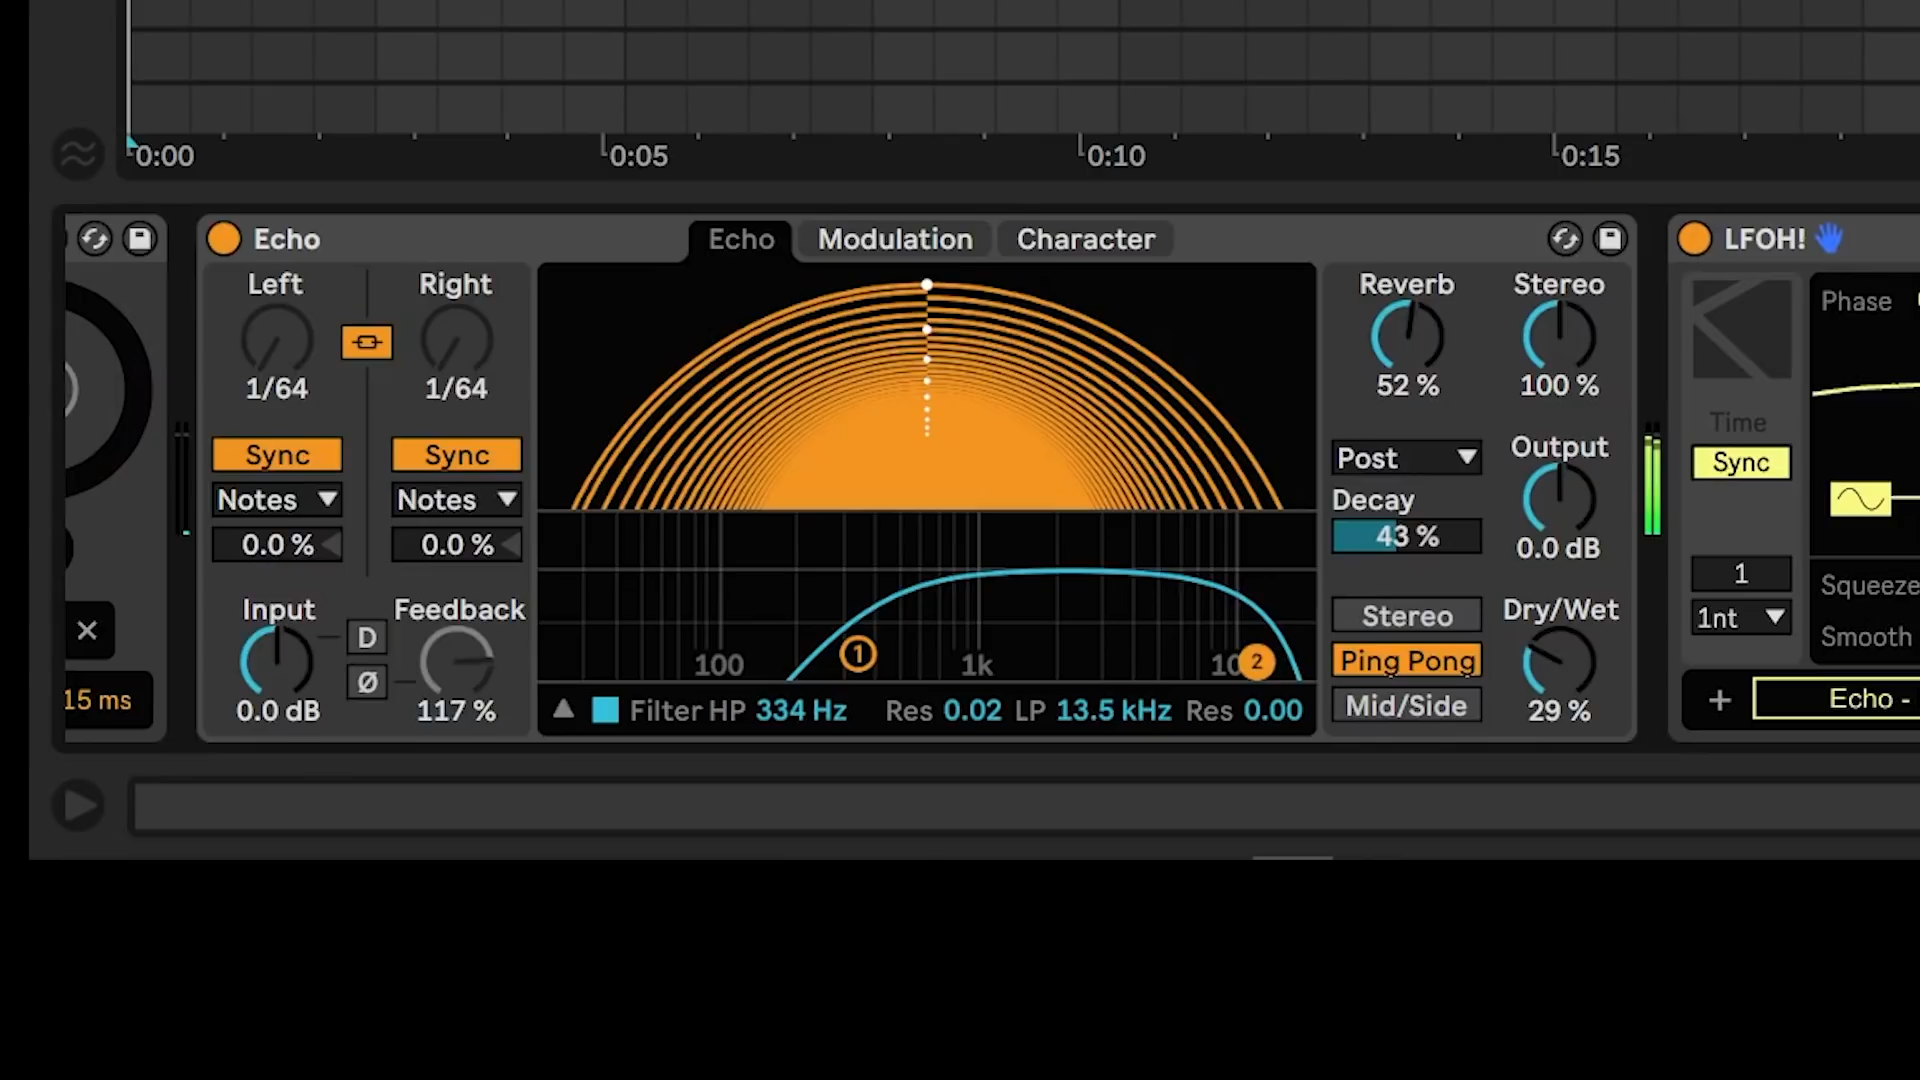 0:00 0:05 0:10 0:15
Echo Echo Modulation Character LFOH!
Left Right Reverb Stereo Phase
1/64 1/64 52 % 100 %
Time
Sync Sync Post Output Sync
Notes Notes Decay
0.0 % 0.0 % 43 % 0.0 dB
1 Squeeze
Input D Feedback Stereo Dry/Wet 1nt Smooth
1 100 1k 2 Ping Pong
Ø
15 ms 0.0 dB 117 % Filter HP 334 Hz Res 0.02 LP 13.5 kHz Res 0.00 Mid/Side 29 % + Echo -